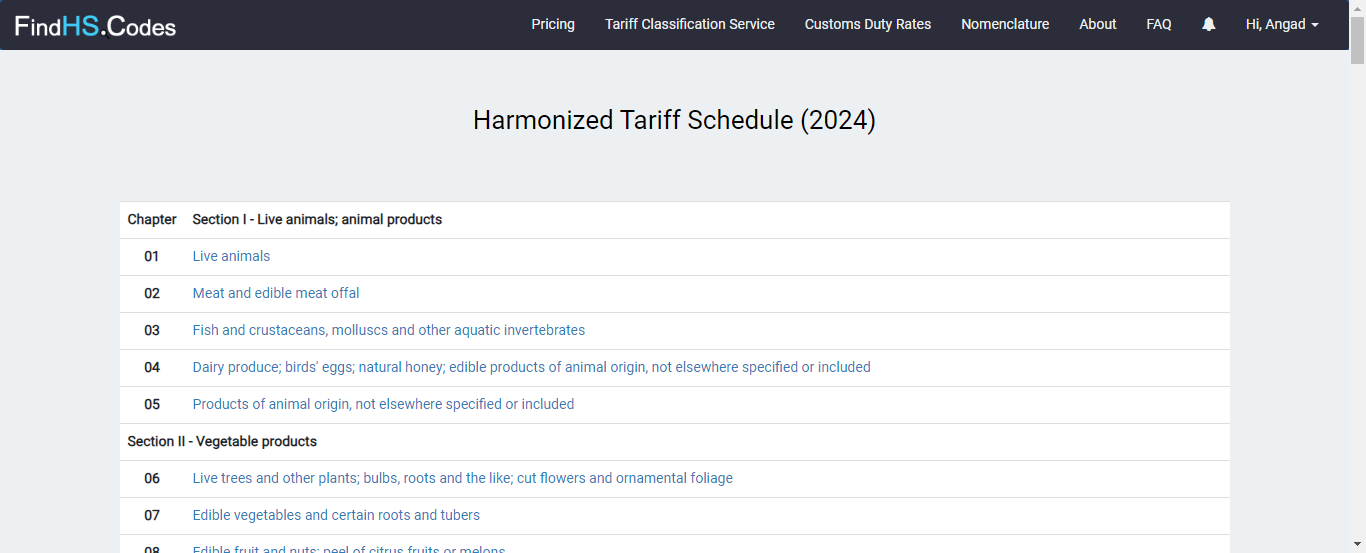 FindHS.Codes Pricing Tariff Classification Service Customs Duty Rates Nomenclature About FAQ Hi, Angad
Harmonized Tariff Schedule (2024)
Chapter Section I - Live animals; animal products
01 Live animals
02 Meat and edible meat offal
03 Fish and crustaceans, molluscs and other aquatic invertebrates
04 Dairy produce; birds' eggs; natural honey; edible products of animal origin, not elsewhere specified or included
05 Products of animal origin, not elsewhere specified or included
Section II - Vegetable products
06 Live trees and other plants; bulbs, roots and the like; cut flowers and ornamental foliage
07 Edible vegetables and certain roots and tubers
08 Edible fruit and nuts; peel of citrus fruits or melons